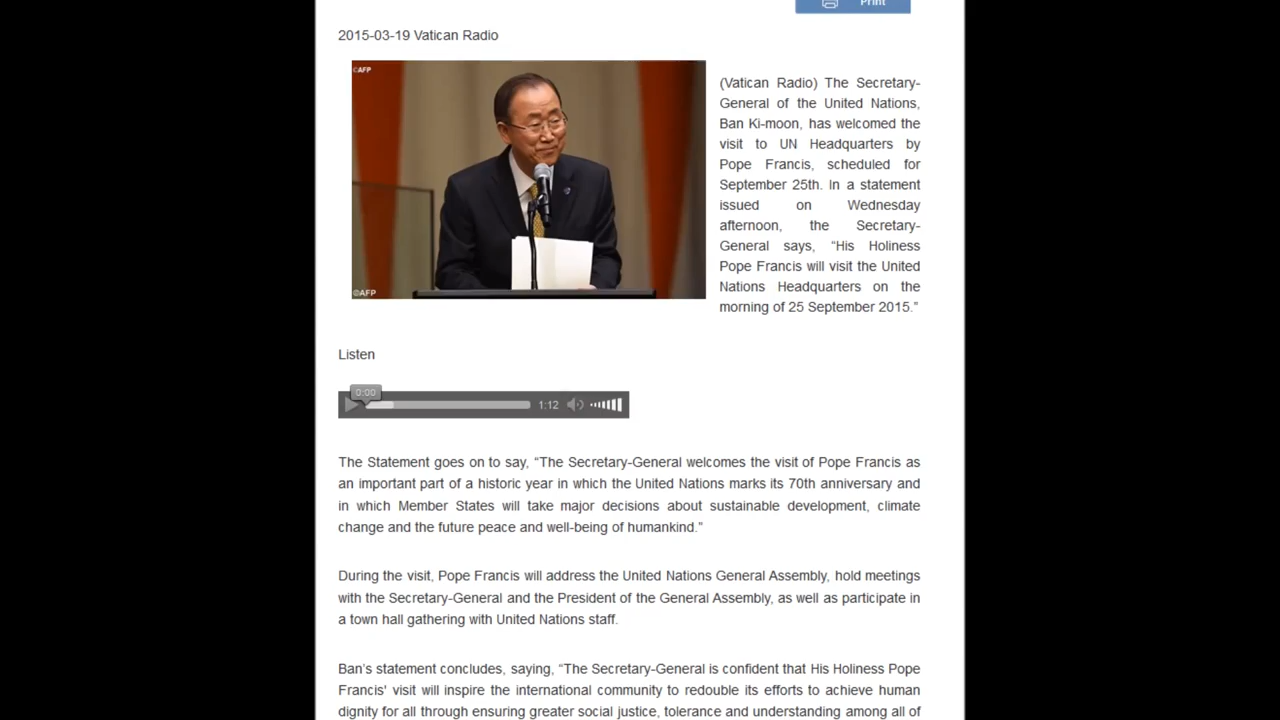 Print
2015-03-19 Vatican Radio
©AFP
(Vatican Radio) The Secretary-
General of the United Nations,
Ban Ki-moon, has welcomed the
visit to UN Headquarters by
Pope Francis, scheduled for
September 25th. In a statement
issued on Wednesday
afternoon, the Secretary-
General says, “His Holiness
Pope Francis will visit the United
Nations Headquarters on the
morning of 25 September 2015.”
©AFP
Listen
0:00
1:12
The Statement goes on to say, “The Secretary-General welcomes the visit of Pope Francis as
an important part of a historic year in which the United Nations marks its 70th anniversary and
in which Member States will take major decisions about sustainable development, climate
change and the future peace and well-being of humankind.”
During the visit, Pope Francis will address the United Nations General Assembly, hold meetings
with the Secretary-General and the President of the General Assembly, as well as participate in
a town hall gathering with United Nations staff.
Ban’s statement concludes, saying, “The Secretary-General is confident that His Holiness Pope
Francis’ visit will inspire the international community to redouble its efforts to achieve human
dignity for all through ensuring greater social justice, tolerance and understanding among all of